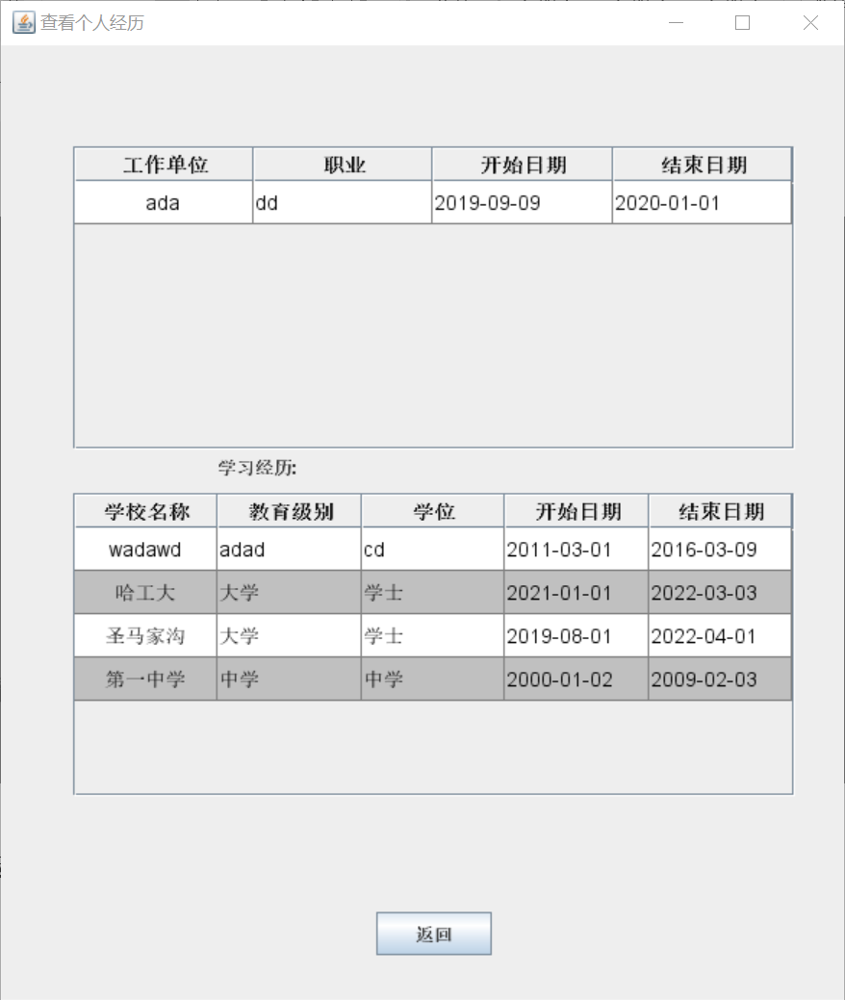 查看个人经历
工作单位 职业 开始日期 结束日期
ada dd 2019-09-09 2020-01-01
学习经历:
学校名称 教育级别 学位 开始日期 结束日期
wadawd adad cd 2011-03-01 2016-03-09
哈工大 大学 学士 2021-01-01 2022-03-03
圣马家沟 大学 学士 2019-08-01 2022-04-01
第一中学 中学 中学 2000-01-02 2009-02-03
返回